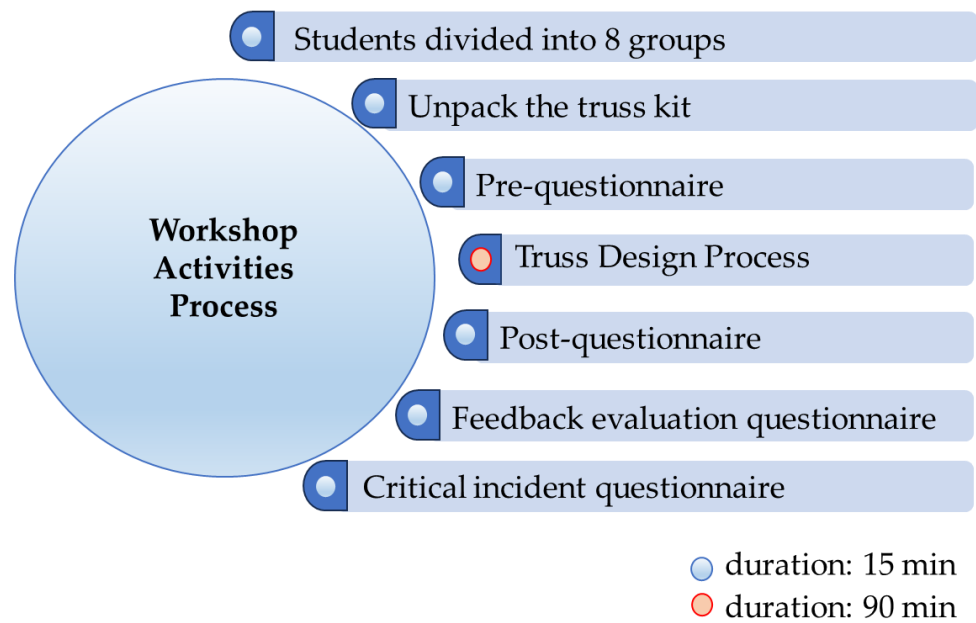 Students divided into 8 groups
Unpack the truss kit
Pre-questionnaire
Workshop
Activities
Process
Truss Design Process
Post-questionnaire
Feedback evaluation questionnaire
Critical incident questionnaire
duration: 15 min
duration: 90 min